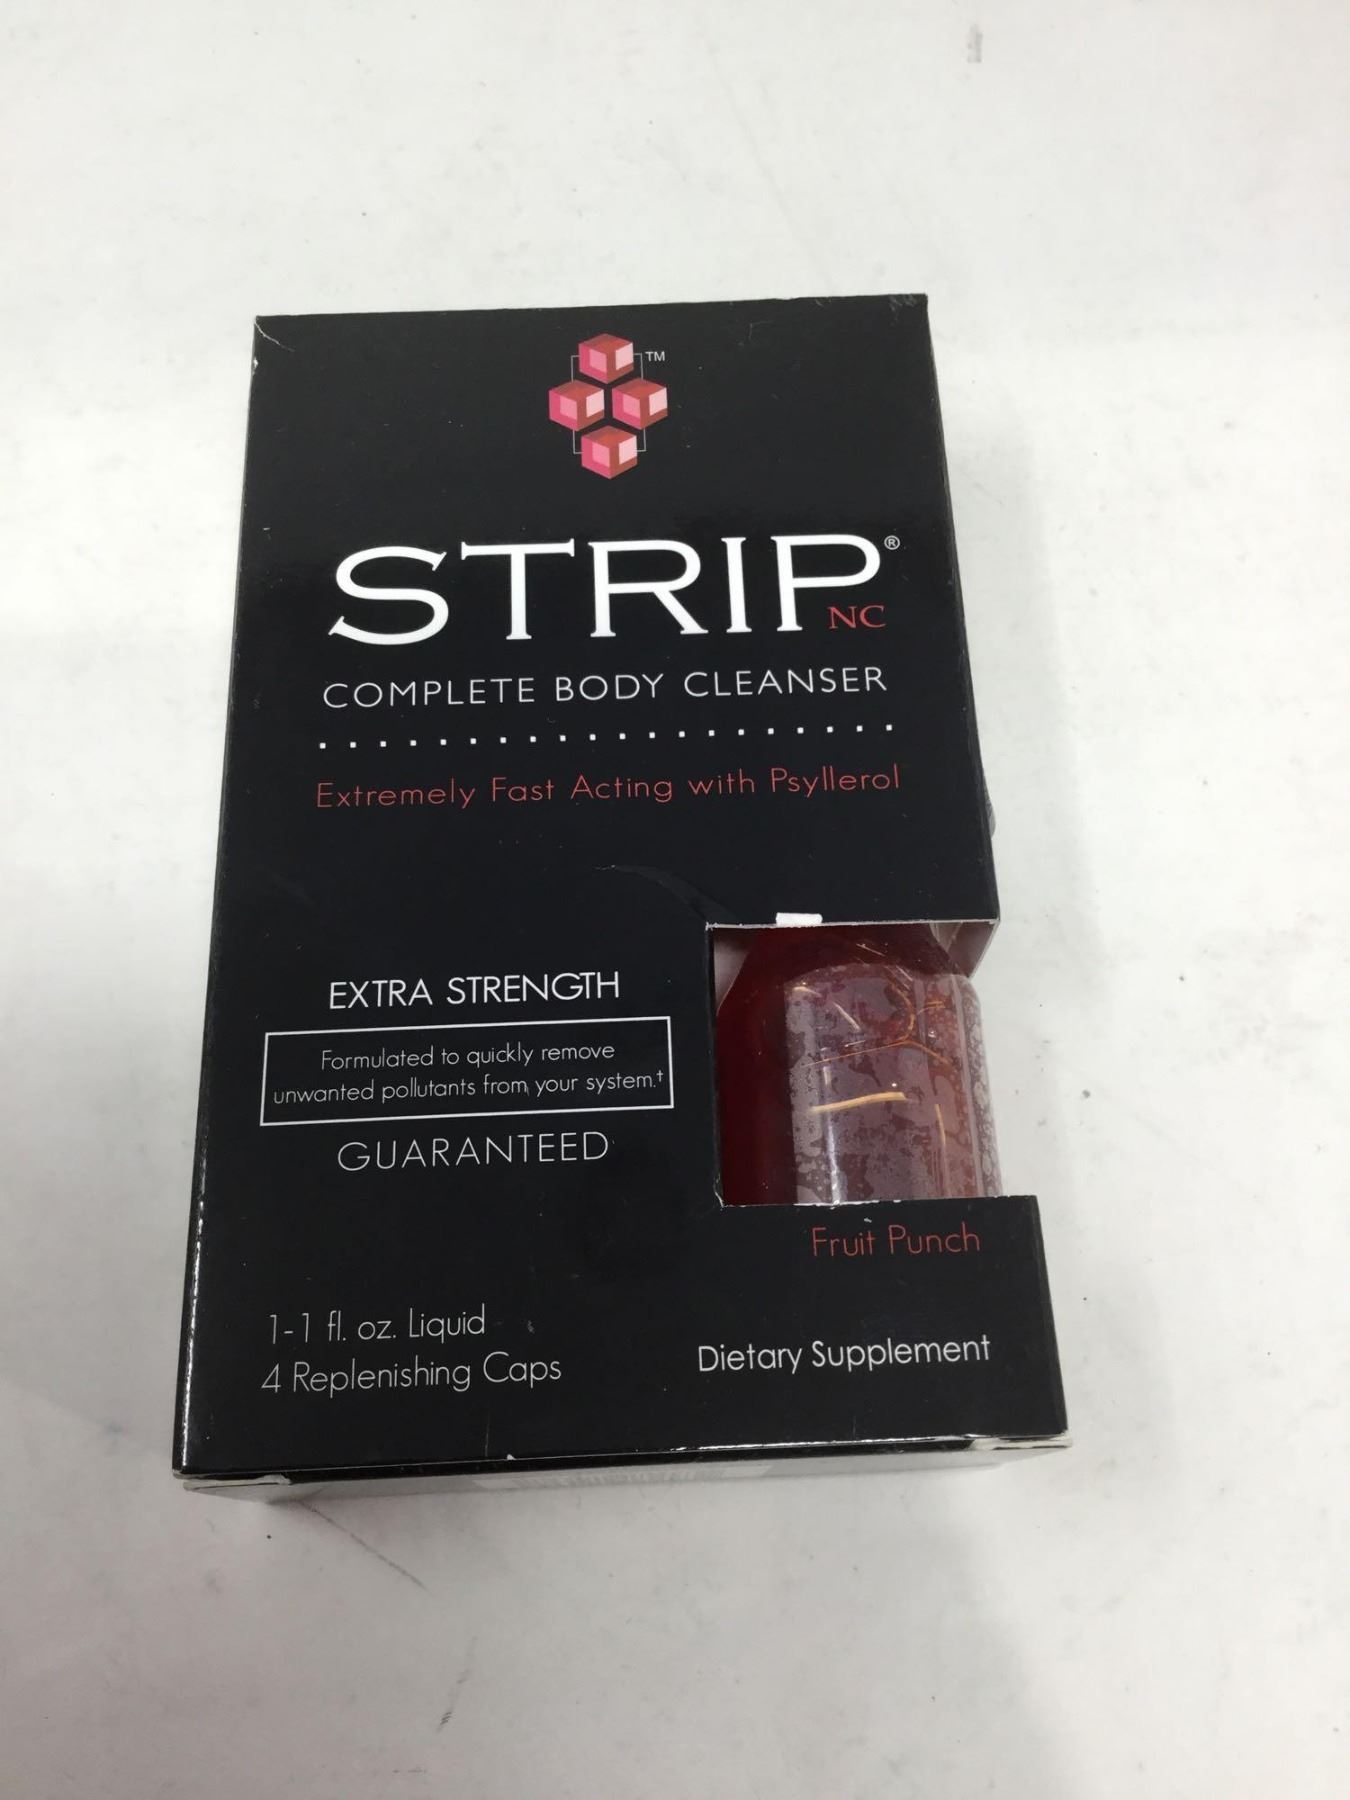 TM
STRIP®
NC
COMPLETE BODY CLEANSER
Extremely Fast Acting with Psyllerol
EXTRA STRENGTH
Formulated to quickly remove
unwanted pollutants from your system.†
GUARANTEED
Fruit Punch
1-1 fl. oz. Liquid
4 Replenishing Caps
Dietary Supplement